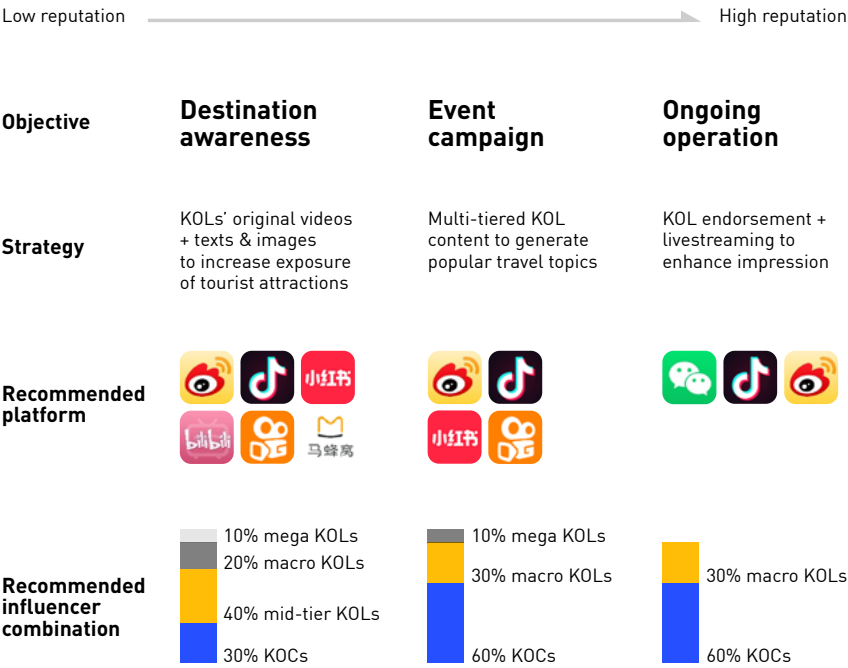 Low reputation
High reputation
Objective
Destination
awareness
Event
campaign
Ongoing
operation
Strategy
KOLs’ original videos
+ texts & images
to increase exposure
of tourist attractions
Multi-tiered KOL
content to generate
popular travel topics
KOL endorsement +
livestreaming to
enhance impression
Recommended
platform
小红书
bilibili
马蜂窝
小红书
Recommended
influencer
combination
10% mega KOLs
20% macro KOLs
40% mid-tier KOLs
30% KOCs
10% mega KOLs
30% macro KOLs
60% KOCs
30% macro KOLs
60% KOCs